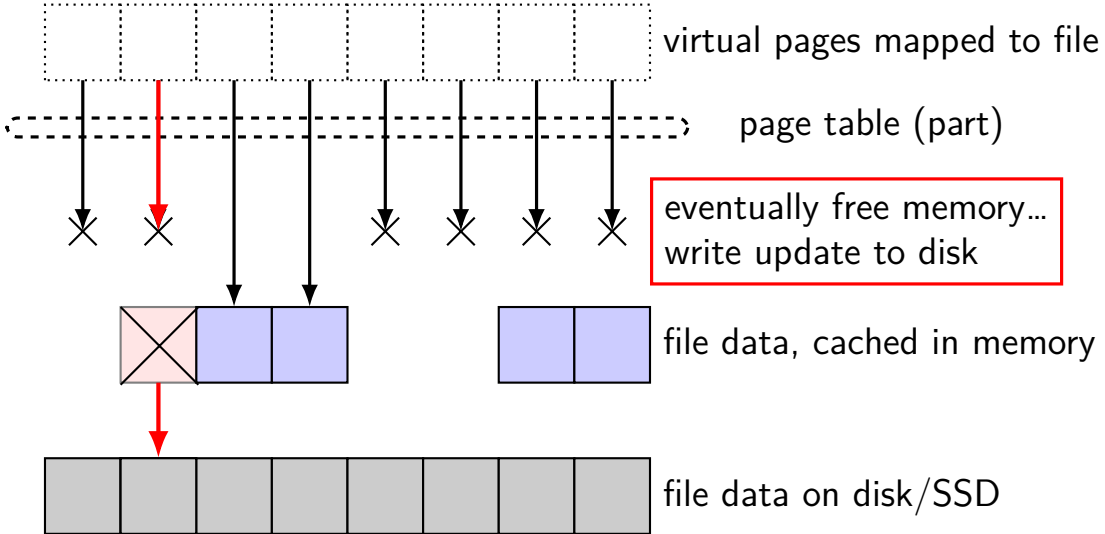 virtual pages mapped to file
page table (part)
eventually free memory…
write update to disk
file data, cached in memory
file data on disk/SSD